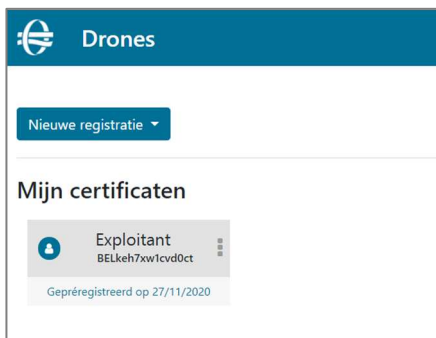 Drones
Nieuwe registratie
Mijn certificaten
Exploitant
BELkeh7xw1cvd0ct
Gepréregistreerd op 27/11/2020